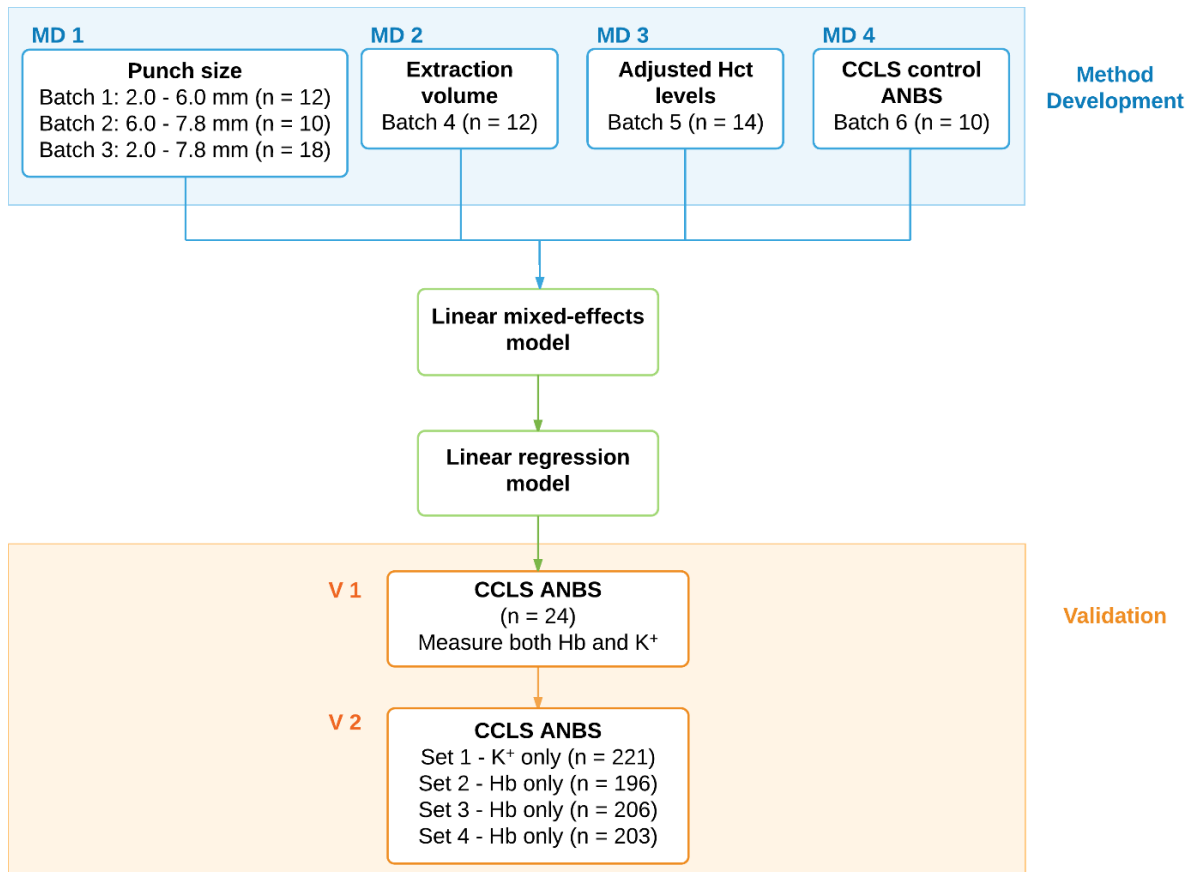 MD 1
Punch size
Batch 1: 2.0 - 6.0 mm (n = 12)
Batch 2: 6.0 - 7.8 mm (n = 10)
Batch 3: 2.0 - 7.8 mm (n = 18)
MD 2
Extraction
volume
Batch 4 (n = 12)
MD 3
Adjusted Hct
levels
Batch 5 (n = 14)
MD 4
CCLS control
ANBS
Batch 6 (n = 10)
Method
Development
Linear mixed-effects
model
Linear regression
model
V 1
CCLS ANBS
(n = 24)
Measure both Hb and K⁺
Validation
V 2
CCLS ANBS
Set 1 - K⁺ only (n = 221)
Set 2 - Hb only (n = 196)
Set 3 - Hb only (n = 206)
Set 4 - Hb only (n = 203)